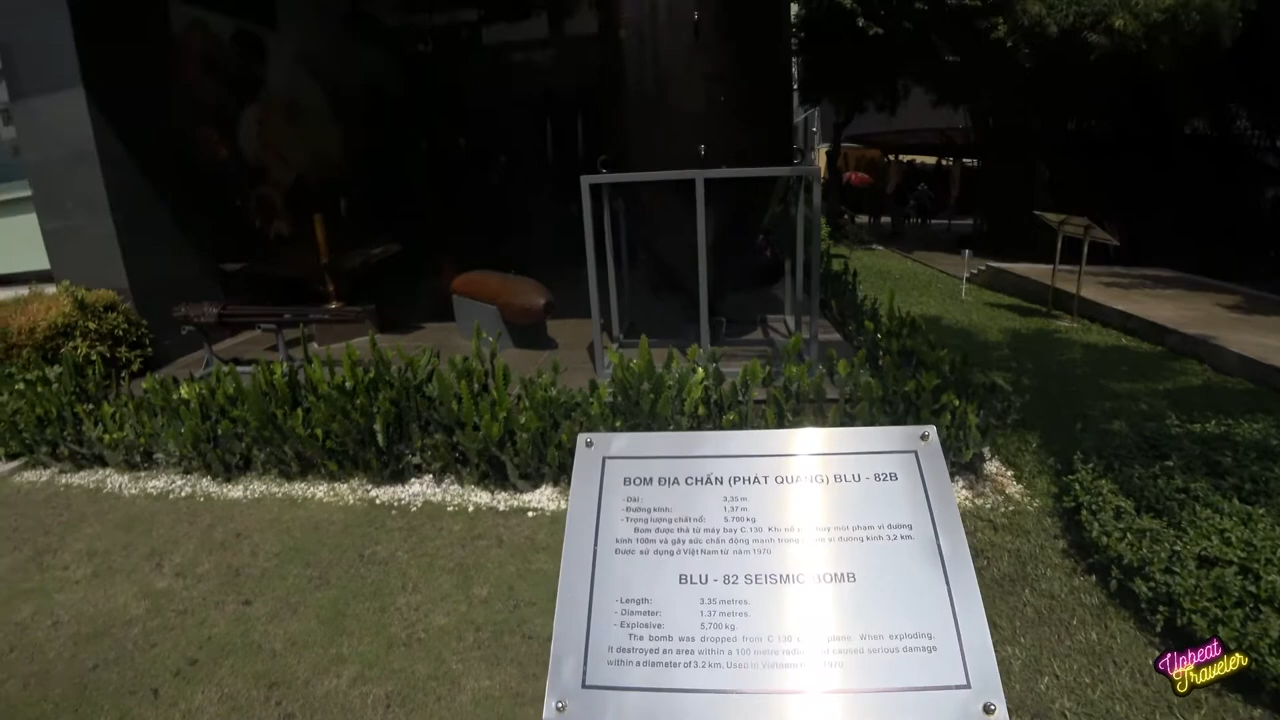 BOM ĐỊA CHẤN (PHÁT QUANG) BLU - 82B
- Dài : 3,35 m.
- Đường kính: 1,37 m.
- Trọng lượng chất nổ: 5.700 kg.
Bom được thả từ máy bay C.130. Khi nổ hủy một phạm vi đường
kính 100m và gây sức chấn động mạnh trong vi đường kính 3,2 km.
Được sử dụng ở Việt Nam từ năm 1970
BLU - 82 SEISMIC BOMB
- Length: 3.35 metres.
- Diameter: 1.37 metres.
- Explosive: 5,700 kg.
The bomb was dropped from C 130 plane. When exploding,
it destroyed an area within a 100 metre caused serious damage
within a diameter of 3.2 km. Used in Vietnam 1970
Upbeat
Traveler